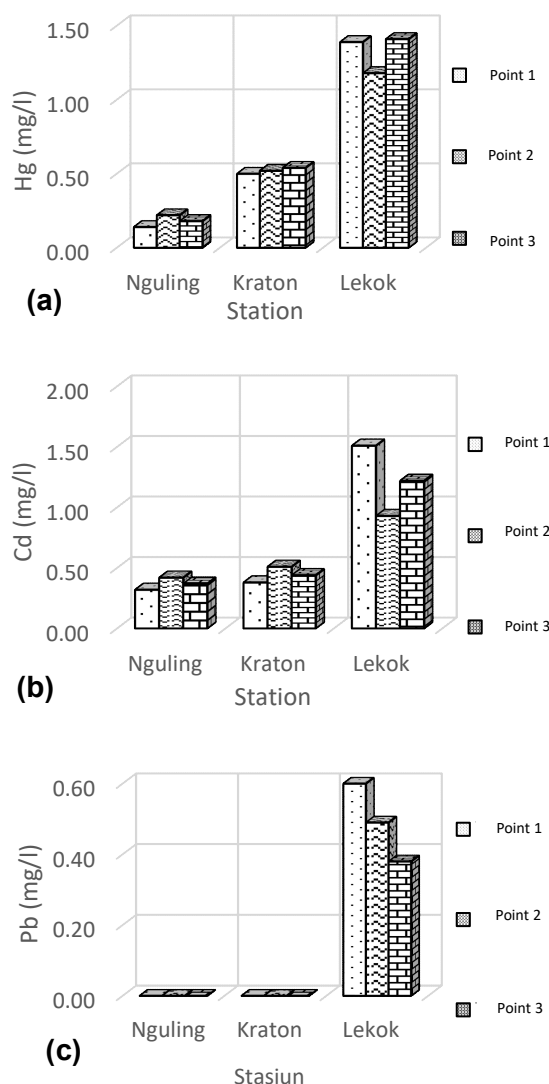 1.50
1.00
0.50
0.00
Hg (mg/l)
Nguling Kraton Lekok
Station
Point 1
Point 2
Point 3
(a)
2.00
1.50
1.00
0.50
0.00
Cd (mg/l)
Nguling Kraton Lekok
Station
Point 1
Point 2
Point 3
(b)
0.60
0.40
0.20
0.00
Pb (mg/l)
Nguling Kraton Lekok
Stasiun
Point 1
Point 2
Point 3
(c)